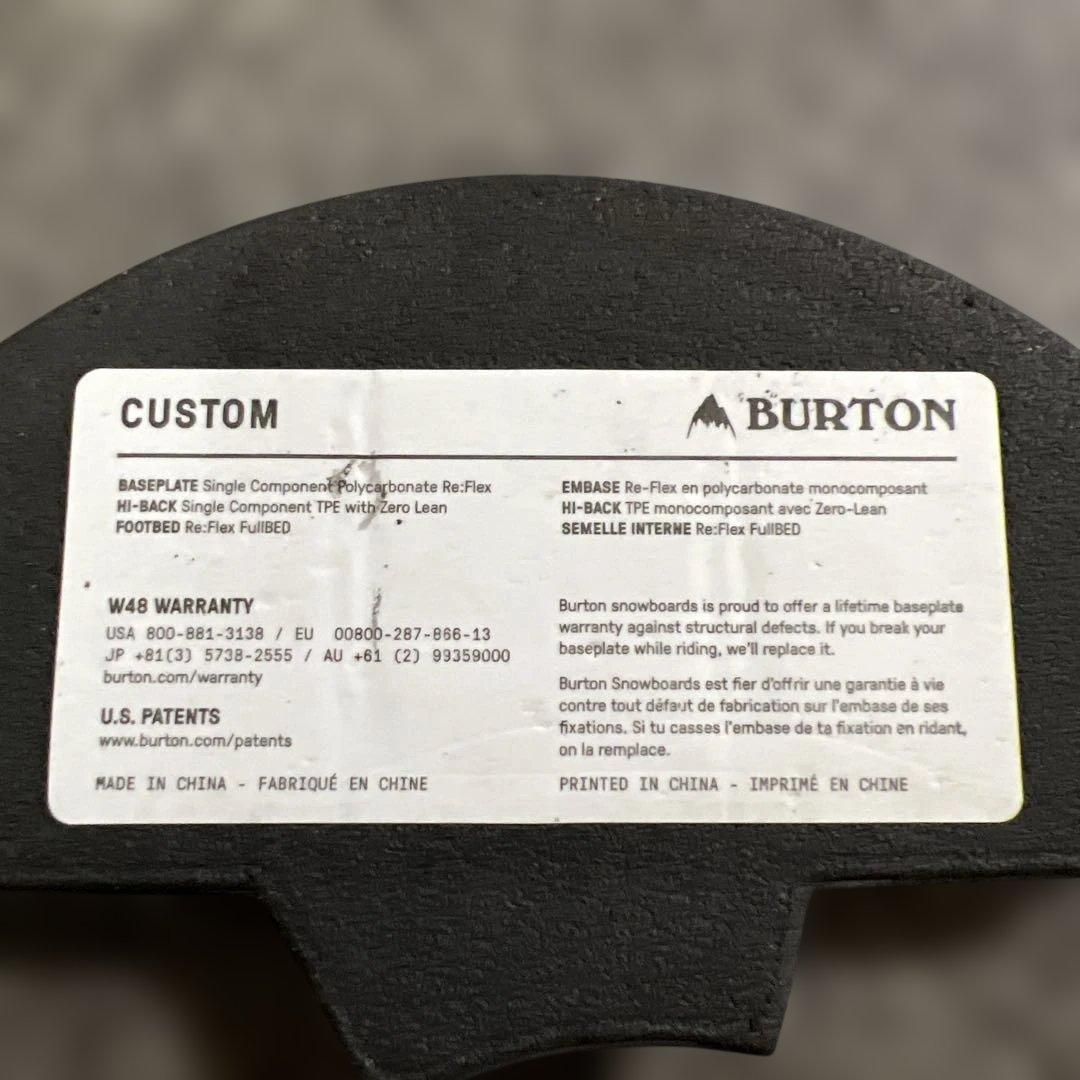 CUSTOM
BURTON
BASEPLATE Single Component Polycarbonate Re:Flex
HI-BACK Single Component TPE with Zero Lean
FOOTBED Re:Flex FullBED
EMBASE Re-Flex en polycarbonate monocomposant
HI-BACK TPE monocomposant avec Zero-Lean
SEMELLE INTERNE Re:Flex FullBED
W48 WARRANTY
USA 800-881-3138 / EU 00800-287-866-13
JP +81(3) 5738-2555 / AU +61 (2) 99359000
burton.com/warranty
U.S. PATENTS
www.burton.com/patents
MADE IN CHINA - FABRIQUÉ EN CHINE
Burton snowboards is proud to offer a lifetime baseplate
warranty against structural defects. If you break your
baseplate while riding, we'll replace it.
Burton Snowboards est fier d'offrir une garantie à vie
contre tout défaut de fabrication sur l'embase de ses
fixations. Si tu casses l'embase de ta fixation en ridant,
on la remplace.
PRINTED IN CHINA - IMPRIMÉ EN CHINE